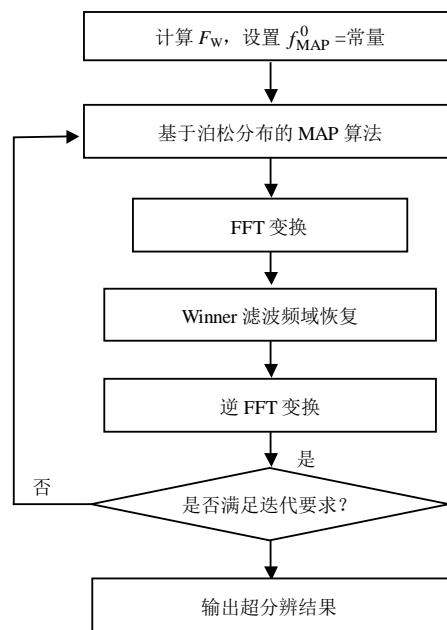 计算 F_W，设置 f^0_MAP =常量
基于泊松分布的 MAP 算法
FFT 变换
Winner 滤波频域恢复
逆 FFT 变换
是
否
是否满足迭代要求？
输出超分辨结果